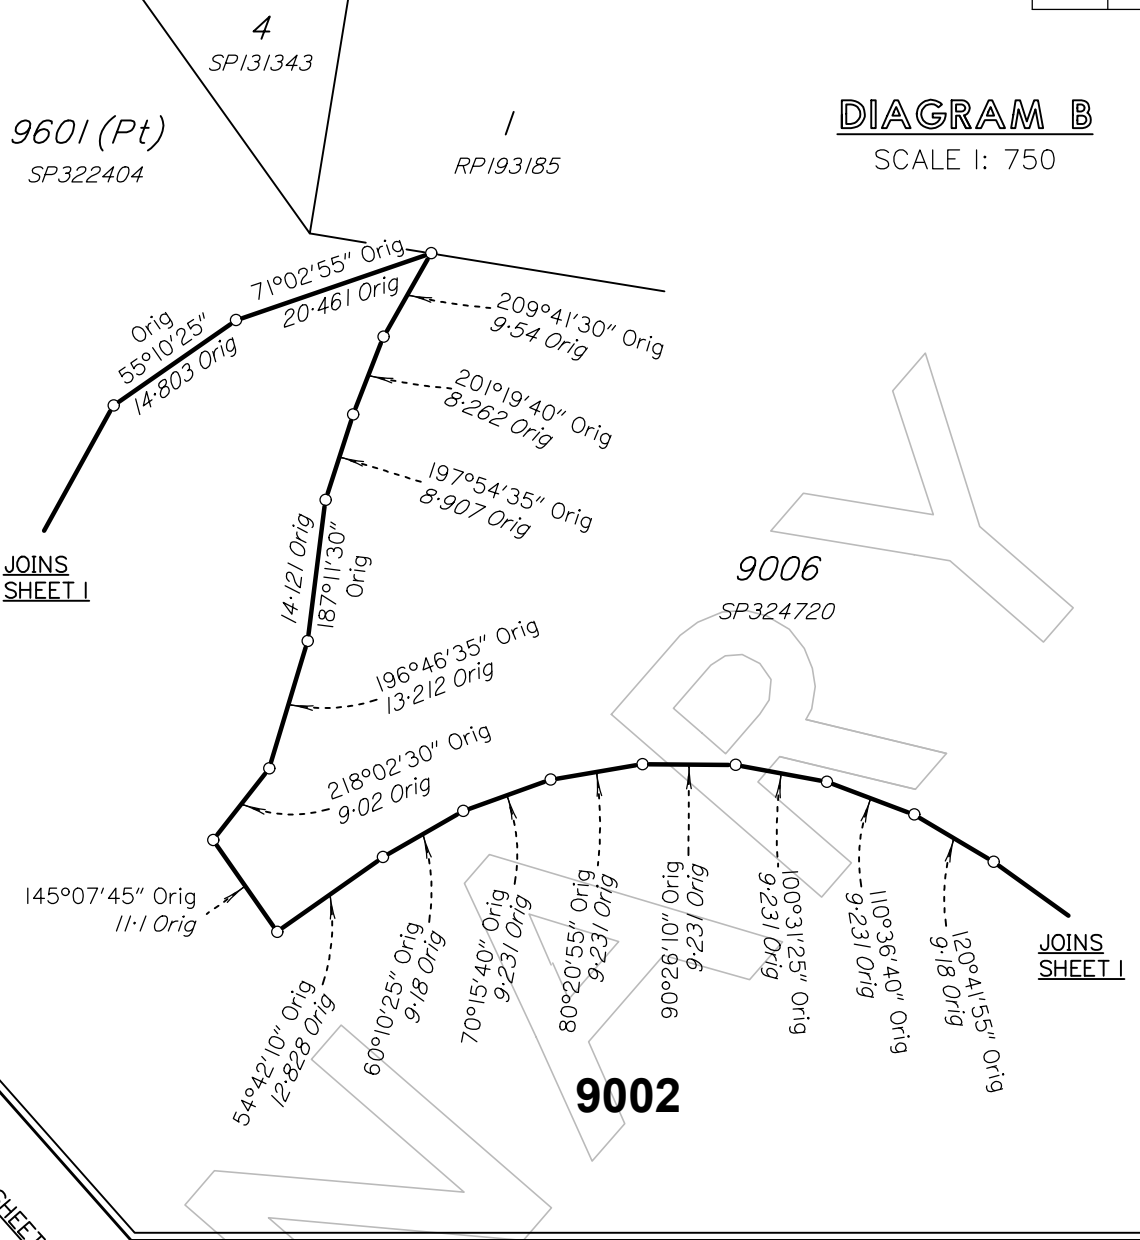 4
SP131343
9601 (Pt)
SP322404
1
RP193185
DIAGRAM B
SCALE 1: 750
71°02'55" Orig
20·461 Orig
Orig
55°10'25"
14·803 Orig
209°41'30" Orig
9·54 Orig
201°19'40" Orig
8·262 Orig
197°54'35" Orig
8·907 Orig
JOINS
SHEET 1
14·121 Orig
187°11'30"
Orig
9006
SP324720
196°46'35" Orig
13·212 Orig
218°02'30" Orig
9·02 Orig
145°07'45" Orig
11·1 Orig
54°42'10" Orig
12·828 Orig
60°10'25" Orig
9·18 Orig
70°15'40" Orig
9·231 Orig
80°20'55" Orig
9·231 Orig
90°26'10" Orig
9·231 Orig
100°31'25" Orig
9·231 Orig
110°36'40" Orig
9·231 Orig
120°41'55" Orig
9·18 Orig
JOINS
SHEET 1
9002
SHEET
NARY